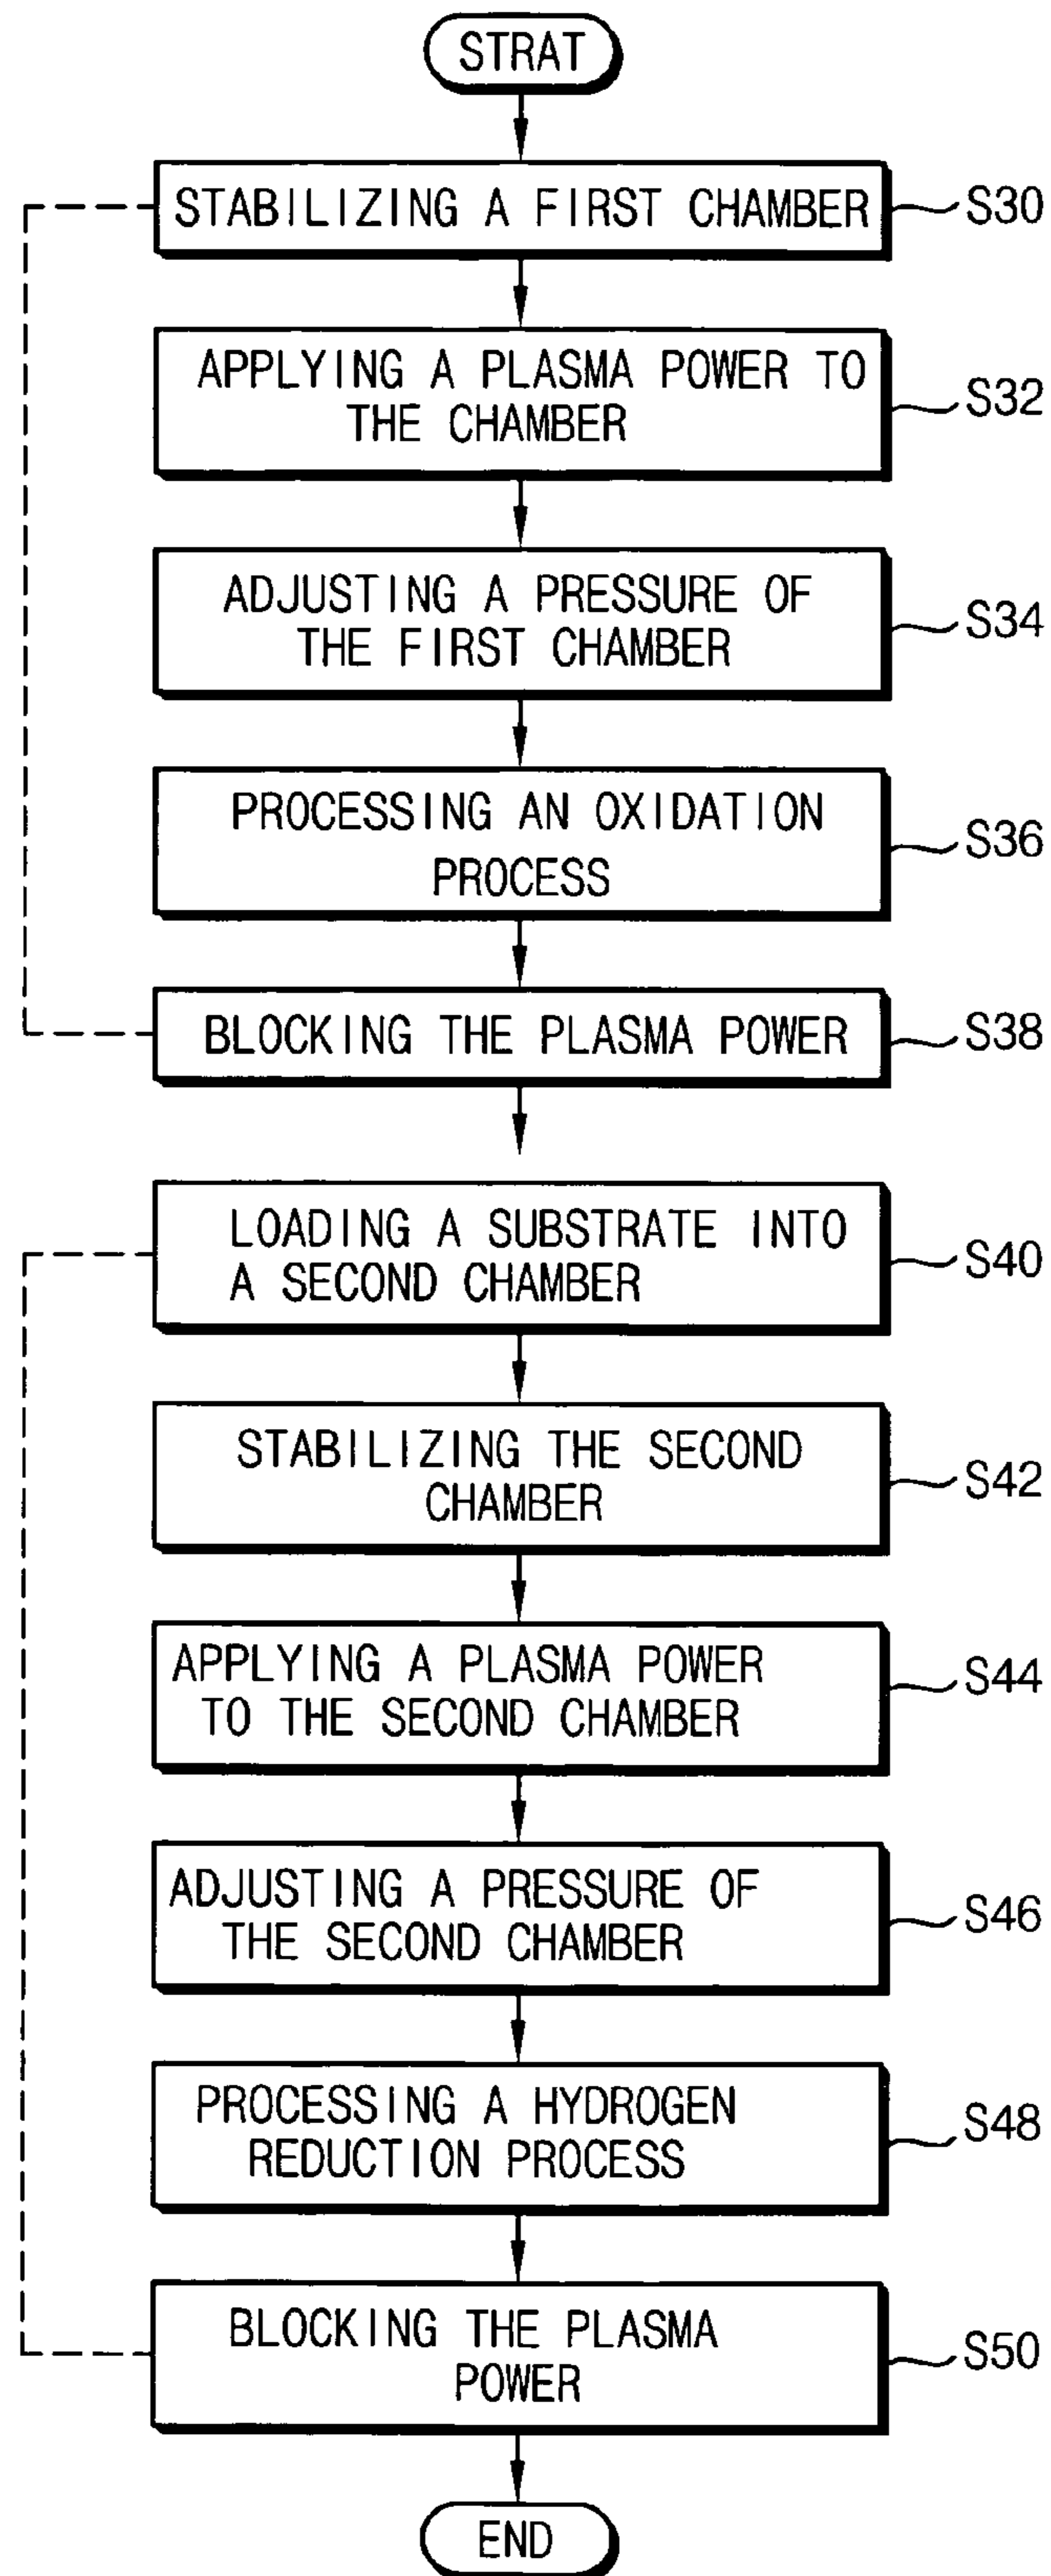 STRAT
STABILIZING A FIRST CHAMBER
S30
APPLYING A PLASMA POWER TO
THE CHAMBER
S32
ADJUSTING A PRESSURE OF
THE FIRST CHAMBER
S34
PROCESSING AN OXIDATION
PROCESS
S36
BLOCKING THE PLASMA POWER
S38
LOADING A SUBSTRATE INTO
A SECOND CHAMBER
S40
STABILIZING THE SECOND
CHAMBER
S42
APPLYING A PLASMA POWER
TO THE SECOND CHAMBER
S44
ADJUSTING A PRESSURE OF
THE SECOND CHAMBER
S46
PROCESSING A HYDROGEN
REDUCTION PROCESS
S48
BLOCKING THE PLASMA
POWER
S50
END